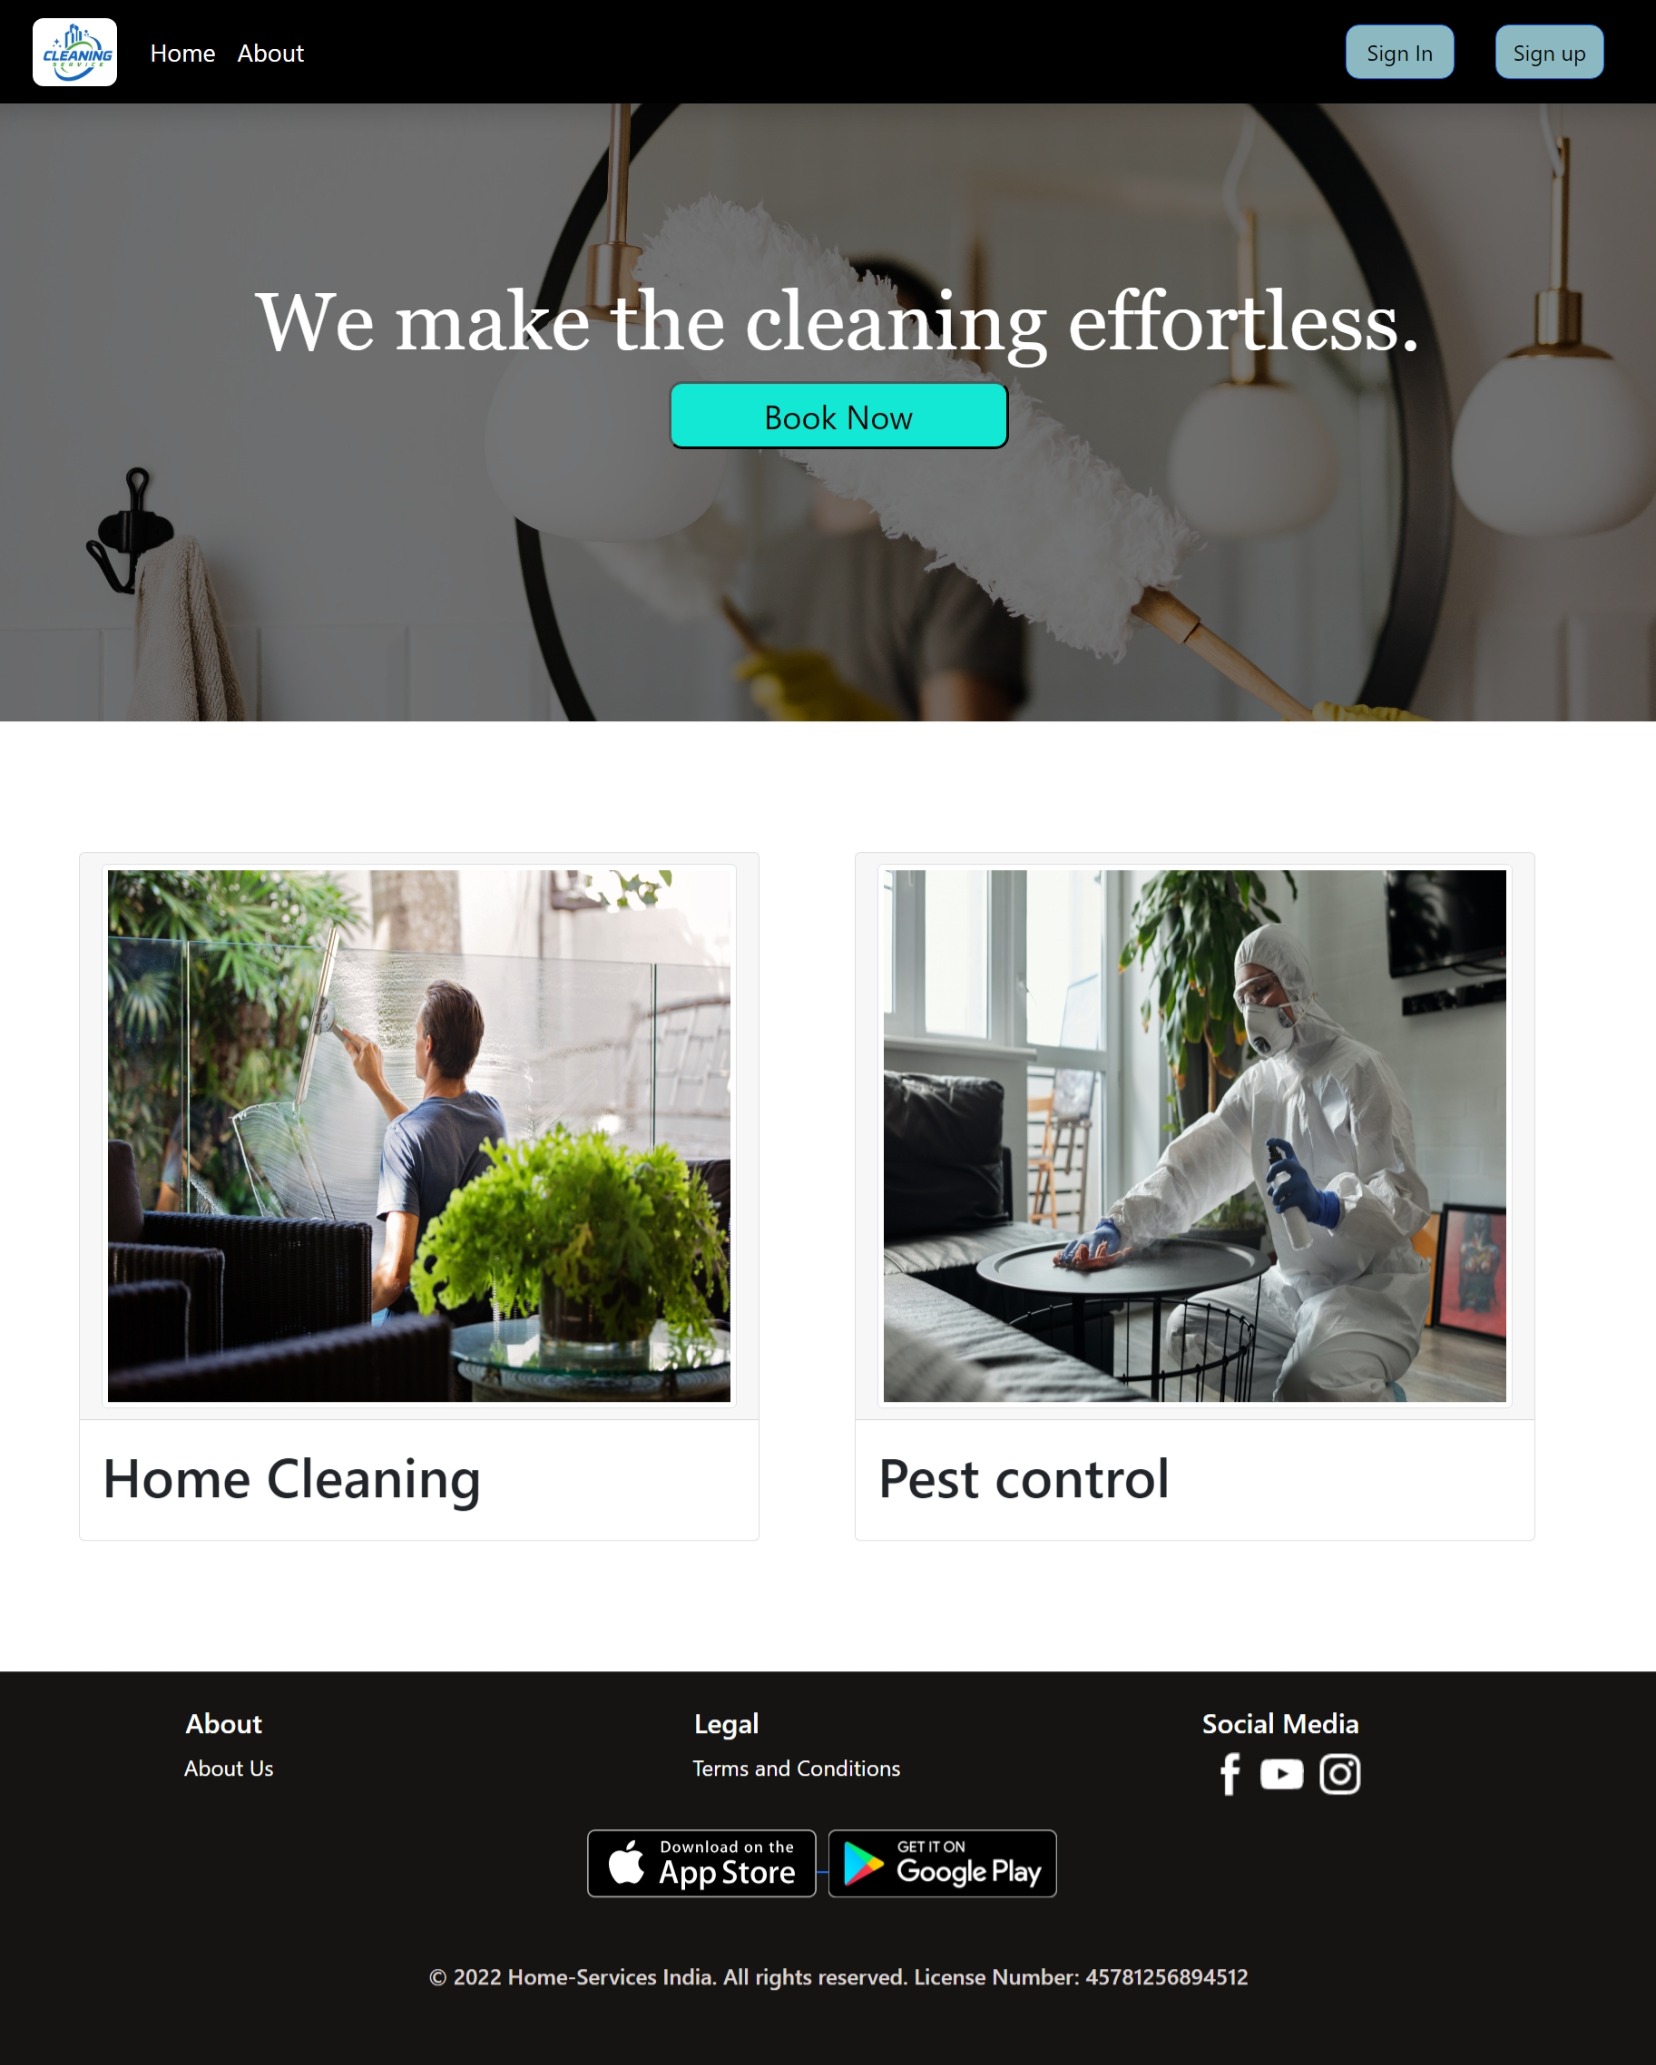 CLEANING
SERVICE
Home About
Sign In Sign up
We make the cleaning effortless.
Book Now
Home Cleaning
Pest control
About
Legal
Social Media
About Us
Terms and Conditions
Download on the
App Store
GET IT ON
Google Play
© 2022 Home-Services India. All rights reserved. License Number: 45781256894512